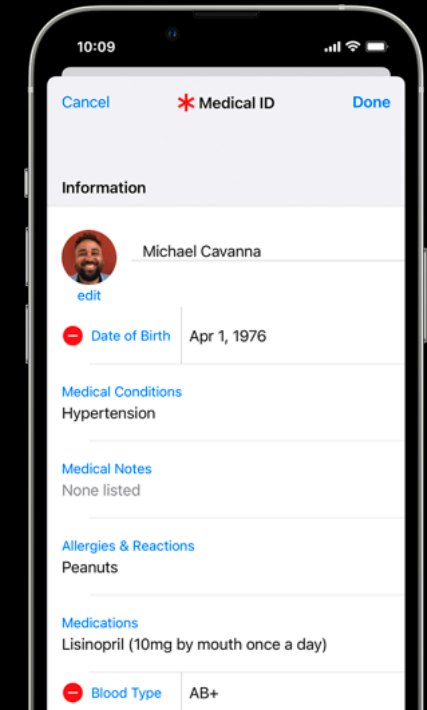 10:09
Cancel
Medical ID
Done
Information
Michael Cavanna
edit
Date of Birth
Apr 1, 1976
Medical Conditions
Hypertension
Medical Notes
None listed
Allergies & Reactions
Peanuts
Medications
Lisinopril (10mg by mouth once a day)
Blood Type
AB+